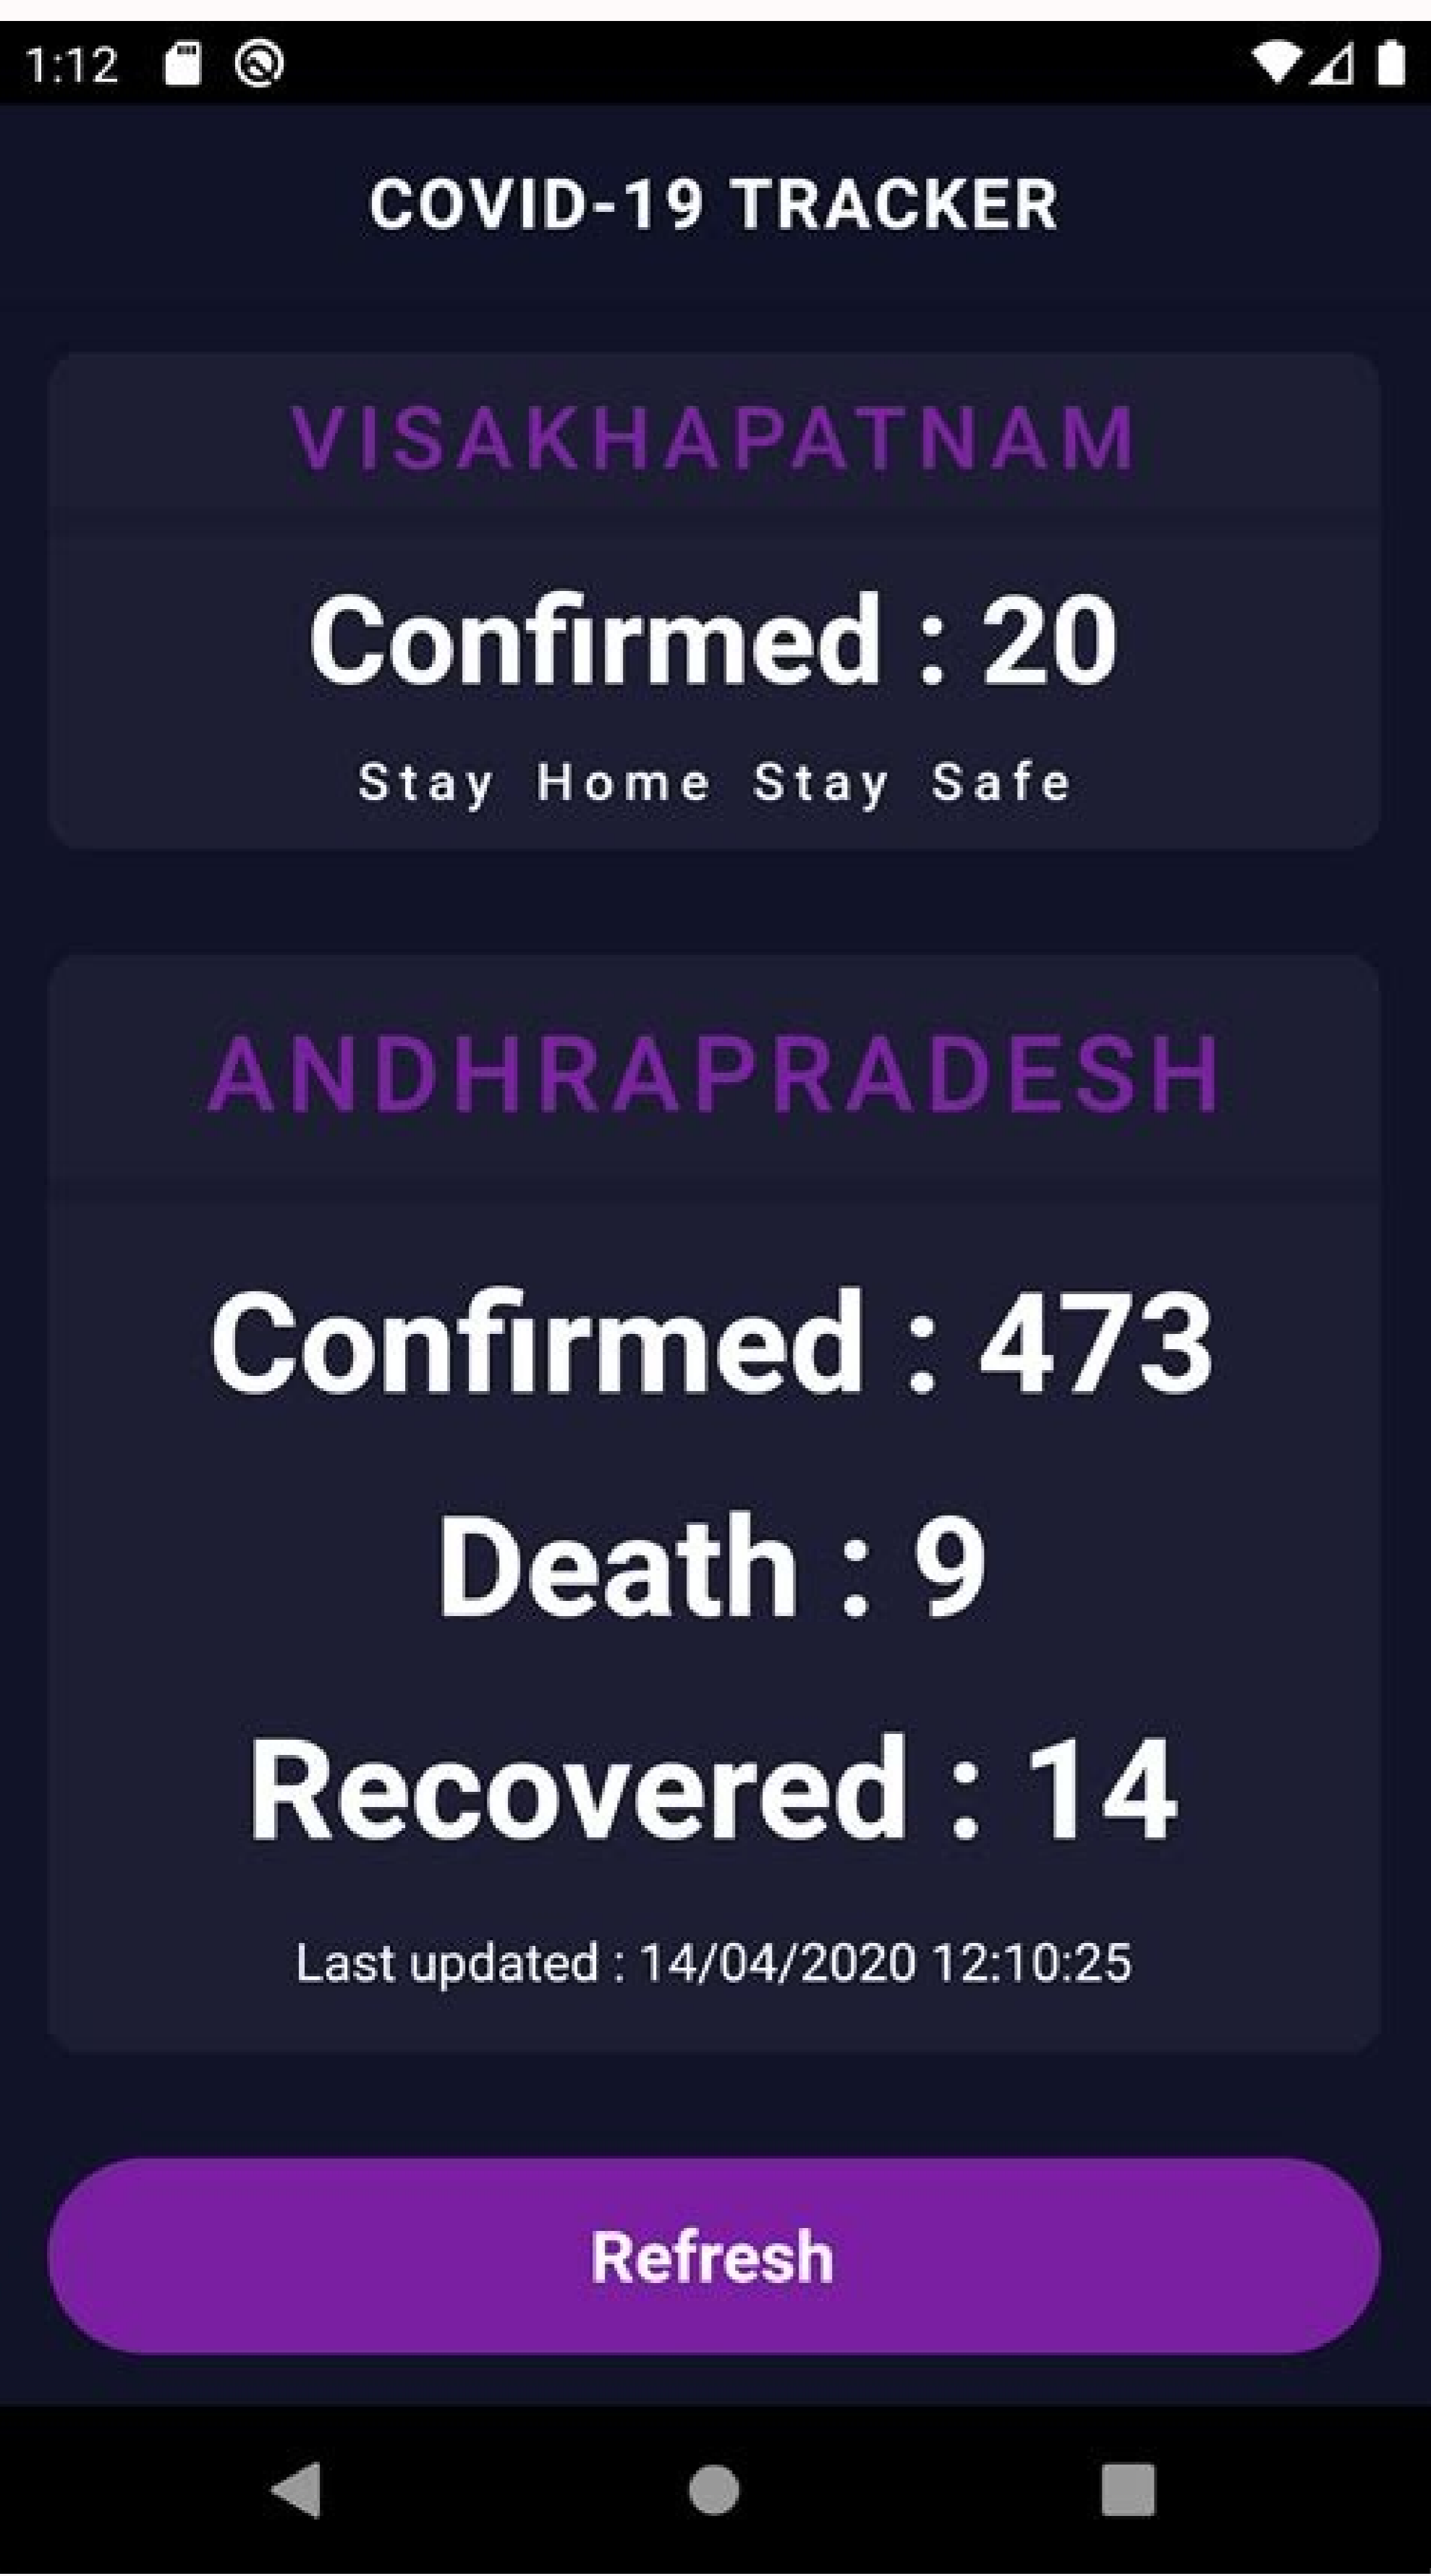 1:12
COVID-19 TRACKER
VISAKHAPATNAM
Confirmed : 20
Stay Home Stay Safe
ANDHRAPRADESH
Confirmed : 473
Death : 9
Recovered : 14
Last updated : 14/04/2020 12:10:25
Refresh